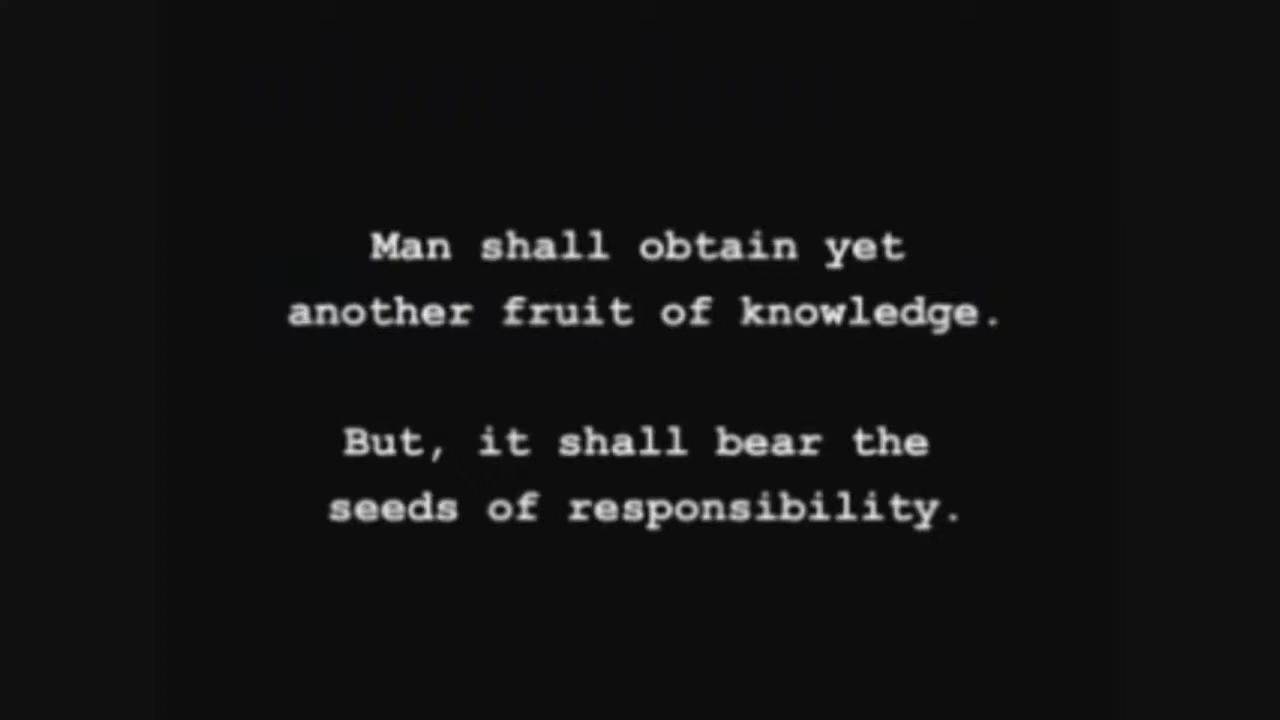 Man shall obtain yet
another fruit of knowledge.
But, it shall bear the
seeds of responsibility.